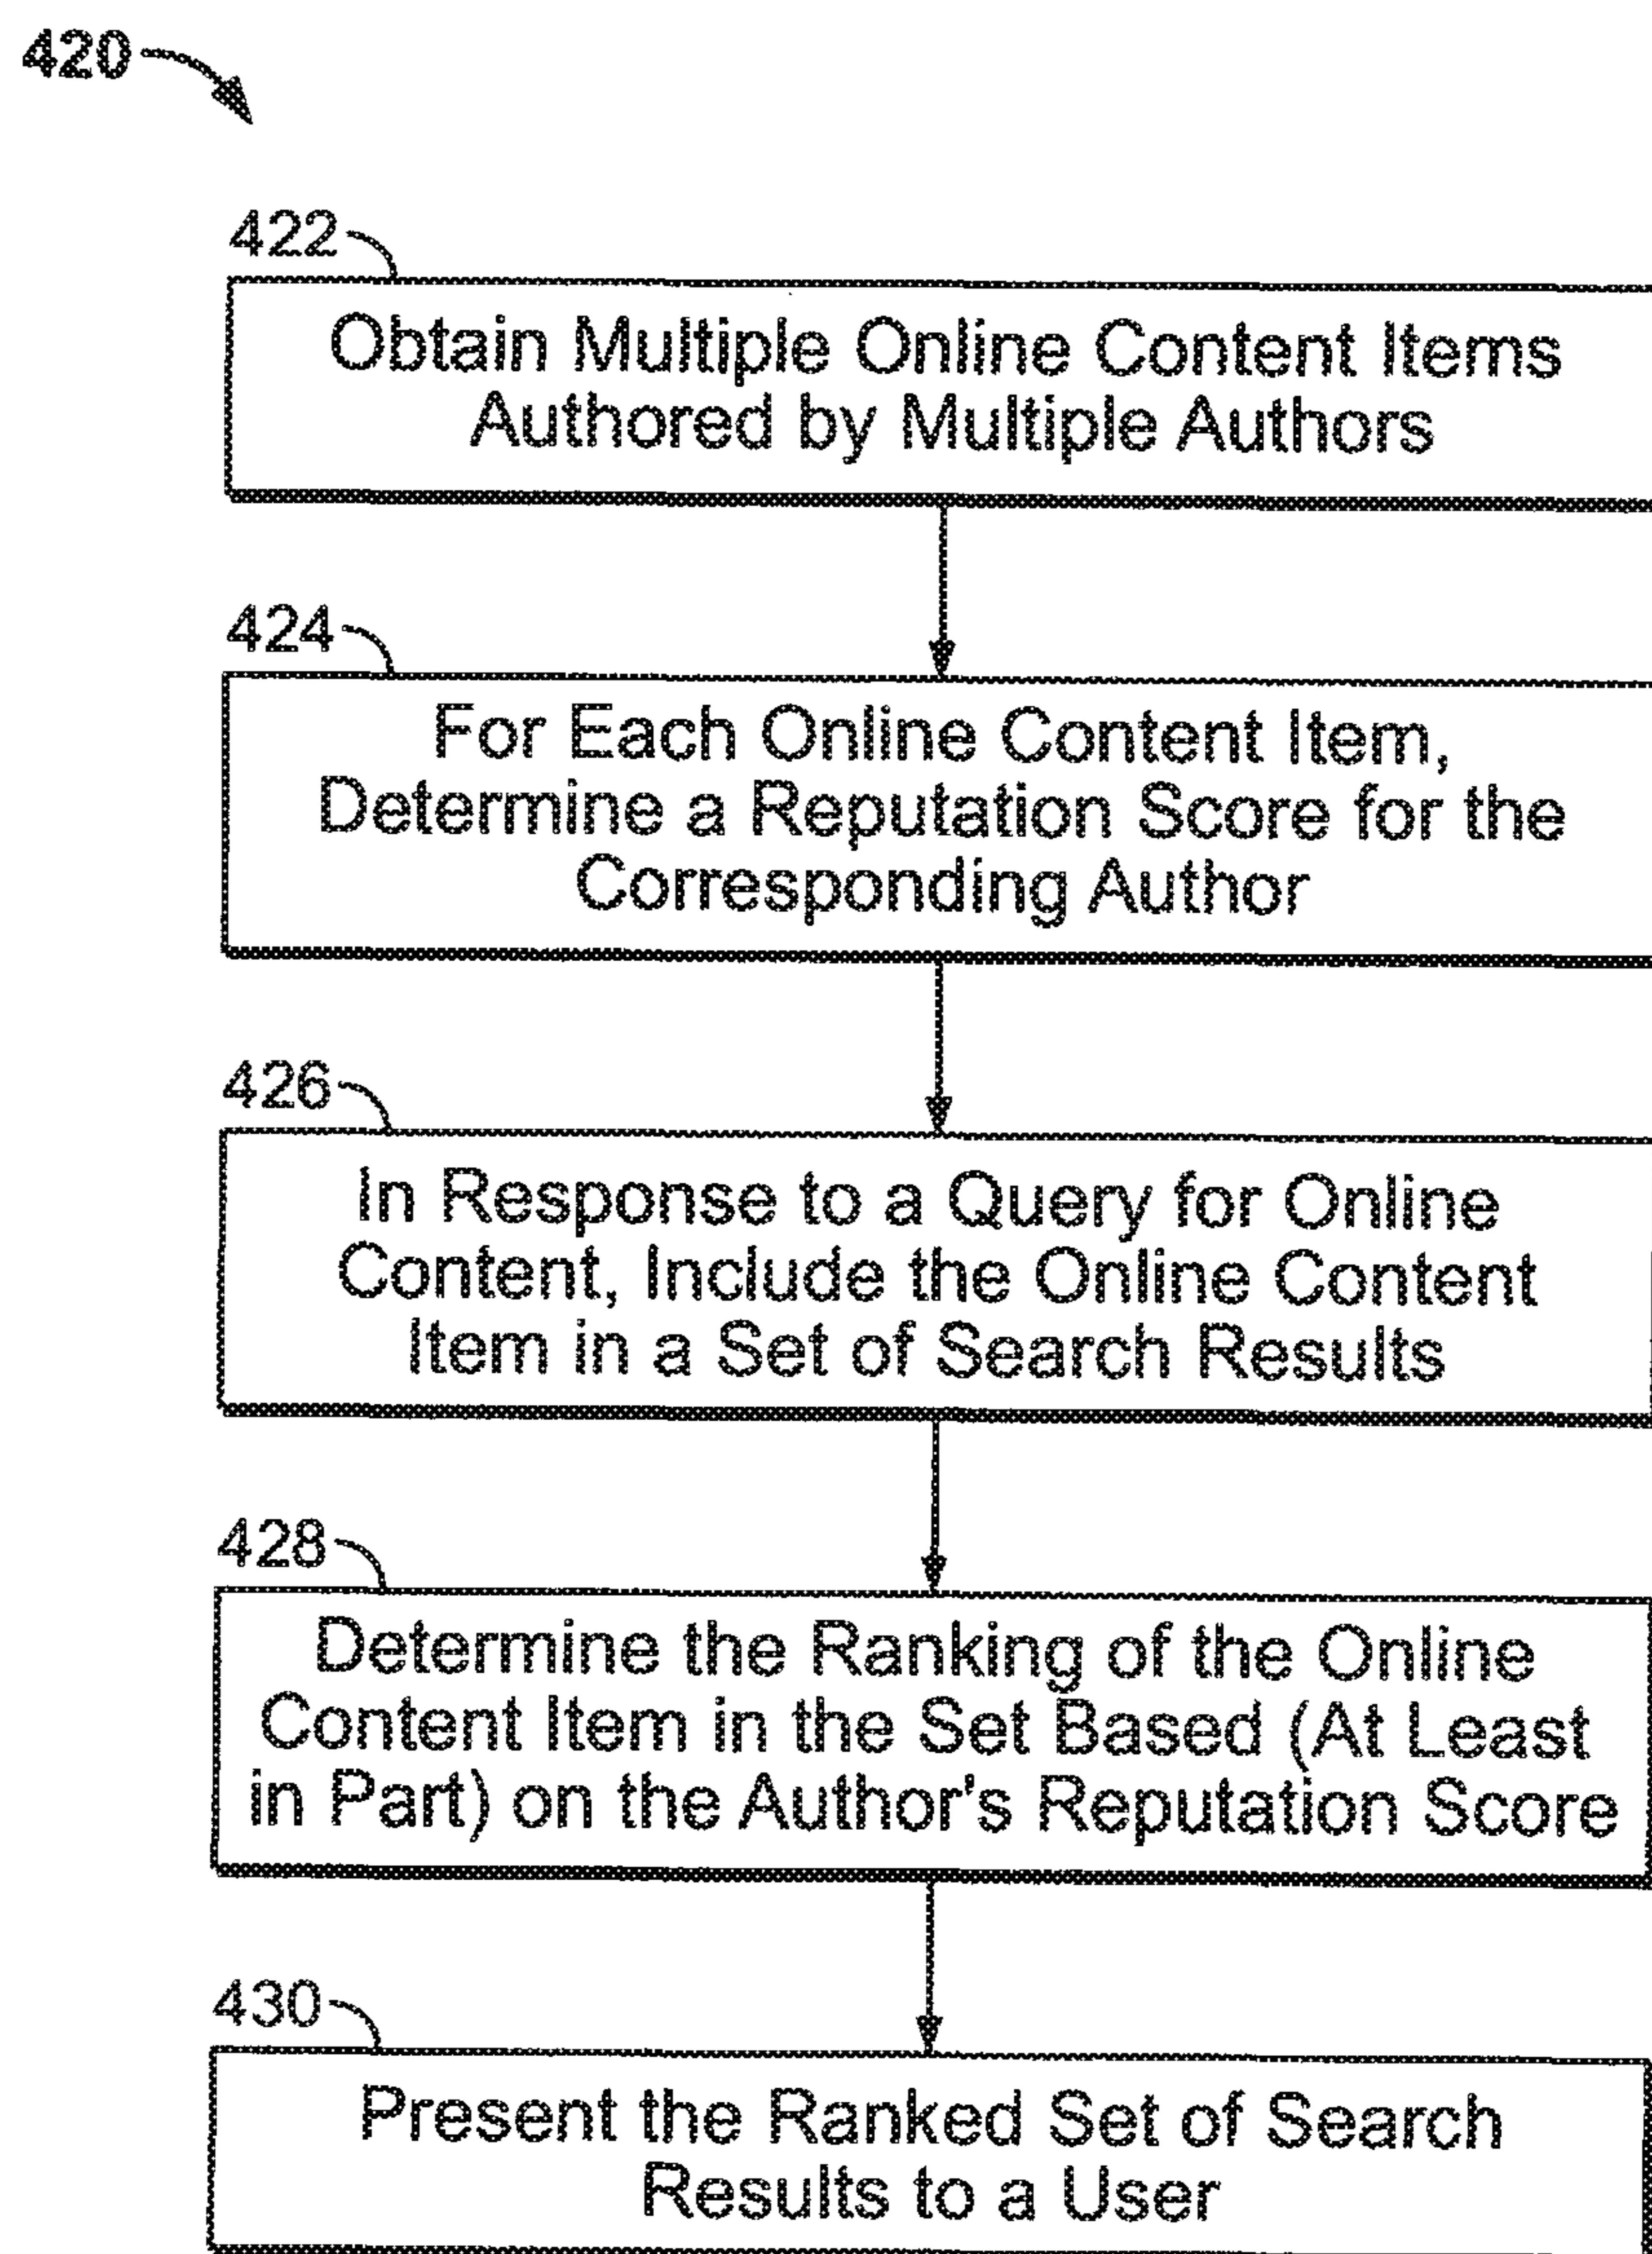 420
422
Obtain Multiple Online Content Items
Authored by Multiple Authors
424
For Each Online Content Item,
Determine a Reputation Score for the
Corresponding Author
426
In Response to a Query for Online
Content, Include the Online Content
Item in a Set of Search Results
428
Determine the Ranking of the Online
Content Item in the Set Based (At Least
in Part) on the Author's Reputation Score
430
Present the Ranked Set of Search
Results to a User